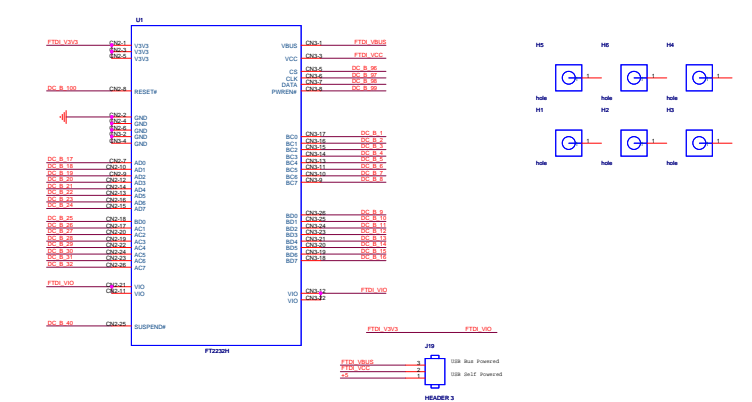 U1
FTDI_V3V3 CN2-1 V3V3 VBUS CN3-1 FTDI_VBUS
CN2-3 V3V3
CN2-5 V3V3 VCC CN3-3 FTDI_VCC
CS CN3-5 DC_B_96
CLK CN3-6 DC_B_97
DATA CN3-7 DC_B_98
DC_B_100 CN2-8 RESET# PWREN# CN3-8 DC_B_99
CN2-2 GND
CN2-4 GND
CN2-6 GND
CN3-2 GND
CN3-4 GND
BC0 CN3-17 DC_B_1
BC1 CN3-16 DC_B_2
BC2 CN3-15 DC_B_3
BC3 CN3-14 DC_B_4
BC4 CN3-13 DC_B_5
BC5 CN3-11 DC_B_6
BC6 CN3-10 DC_B_7
BC7 CN3-9 DC_B_8
DC_B_17 CN2-7 AD0
DC_B_18 CN2-10 AD1
DC_B_19 CN2-9 AD2
DC_B_20 CN2-12 AD3
DC_B_21 CN2-14 AD4
DC_B_22 CN2-13 AD5
DC_B_23 CN2-16 AD6
DC_B_24 CN2-15 AD7
BD0 CN3-26 DC_B_9
BD1 CN3-25 DC_B_10
BD2 CN3-24 DC_B_11
BD3 CN3-23 DC_B_12
BD4 CN3-21 DC_B_13
BD5 CN3-20 DC_B_14
BD6 CN3-19 DC_B_15
BD7 CN3-18 DC_B_16
DC_B_25 CN2-18 BD0
DC_B_26 CN2-17 AC1
DC_B_27 CN2-20 AC2
DC_B_28 CN2-19 AC3
DC_B_29 CN2-22 AC4
DC_B_30 CN2-24 AC5
DC_B_31 CN2-23 AC6
DC_B_32 CN2-26 AC7
FTDI_VIO CN2-21 VIO
CN2-11 VIO
VIO CN3-12 FTDI_VIO
VIO CN3-22
DC_B_40 CN2-25 SUSPEND#
FT2232H
H5 H6 H4
1 1 1
hole hole hole
H1 H2 H3
1 1 1
hole hole hole
FTDI_V3V3 FTDI_VIO
J19
FTDI_VBUS 3 USB Bus Powered
FTDI_VCC 2
+5 1 USB Self Powered
HEADER 3